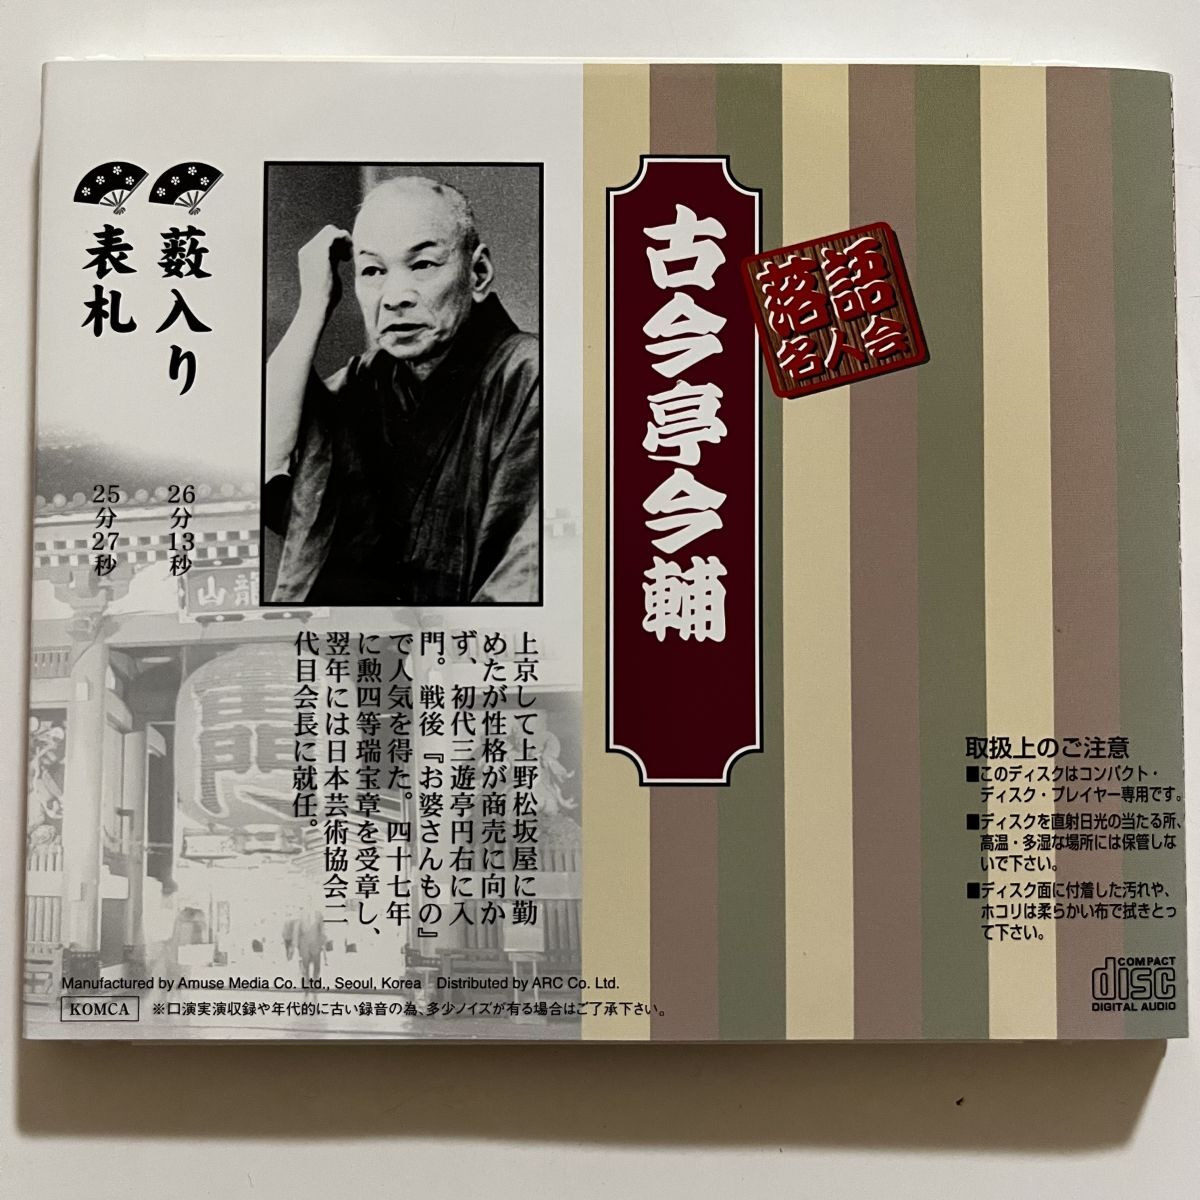 古今亭今輔
落語
名人会
藪入り
26分13秒
表札
25分27秒
上京して上野松坂屋に勤
めたが性格が商売に向か
ず、初代三遊亭円右に入
門。戦後『お婆さんもの』
で人気を得た。四十七年
に勲四等瑞宝章を受章し、
翌年には日本芸術協会二
代目会長に就任。
龍山
Manufactured by Amuse Media Co. Ltd., Seoul, Korea Distributed by ARC Co. Ltd.
KOMCA ※口演実演収録や年代的に古い録音の為、多少ノイズが有る場合はご了承下さい。
取扱上のご注意
■このディスクはコンパクト・
ディスク・プレイヤー専用です。
■ディスクを直射日光の当たる所、
高温・多湿な場所には保管しな
いで下さい。
■ディスク面に付着した汚れや、
ホコリは柔らかい布で拭きとっ
て下さい。
COMPACT
disc
DIGITAL AUDIO